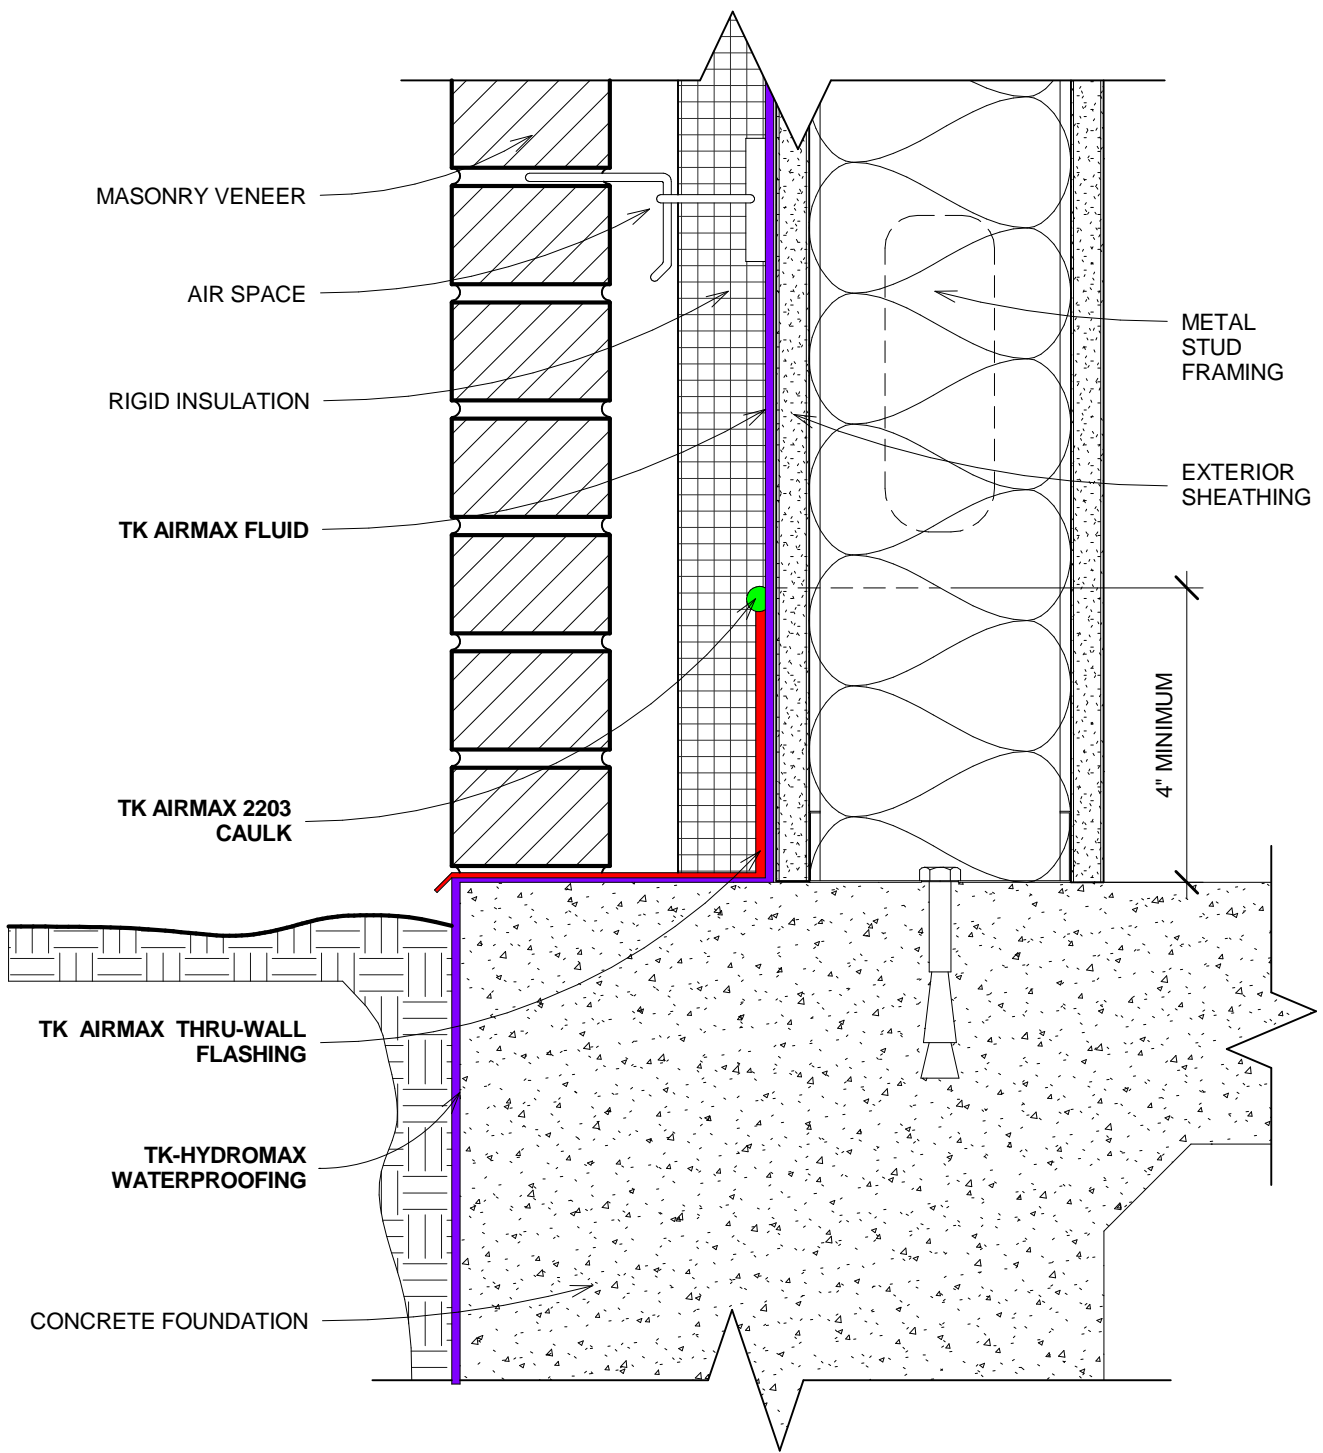 MASONRY VENEER
AIR SPACE
RIGID INSULATION
TK AIRMAX FLUID
TK AIRMAX 2203
CAULK
TK AIRMAX THRU-WALL
FLASHING
TK-HYDROMAX
WATERPROOFING
CONCRETE FOUNDATION
METAL
STUD
FRAMING
EXTERIOR
SHEATHING
4" MINIMUM